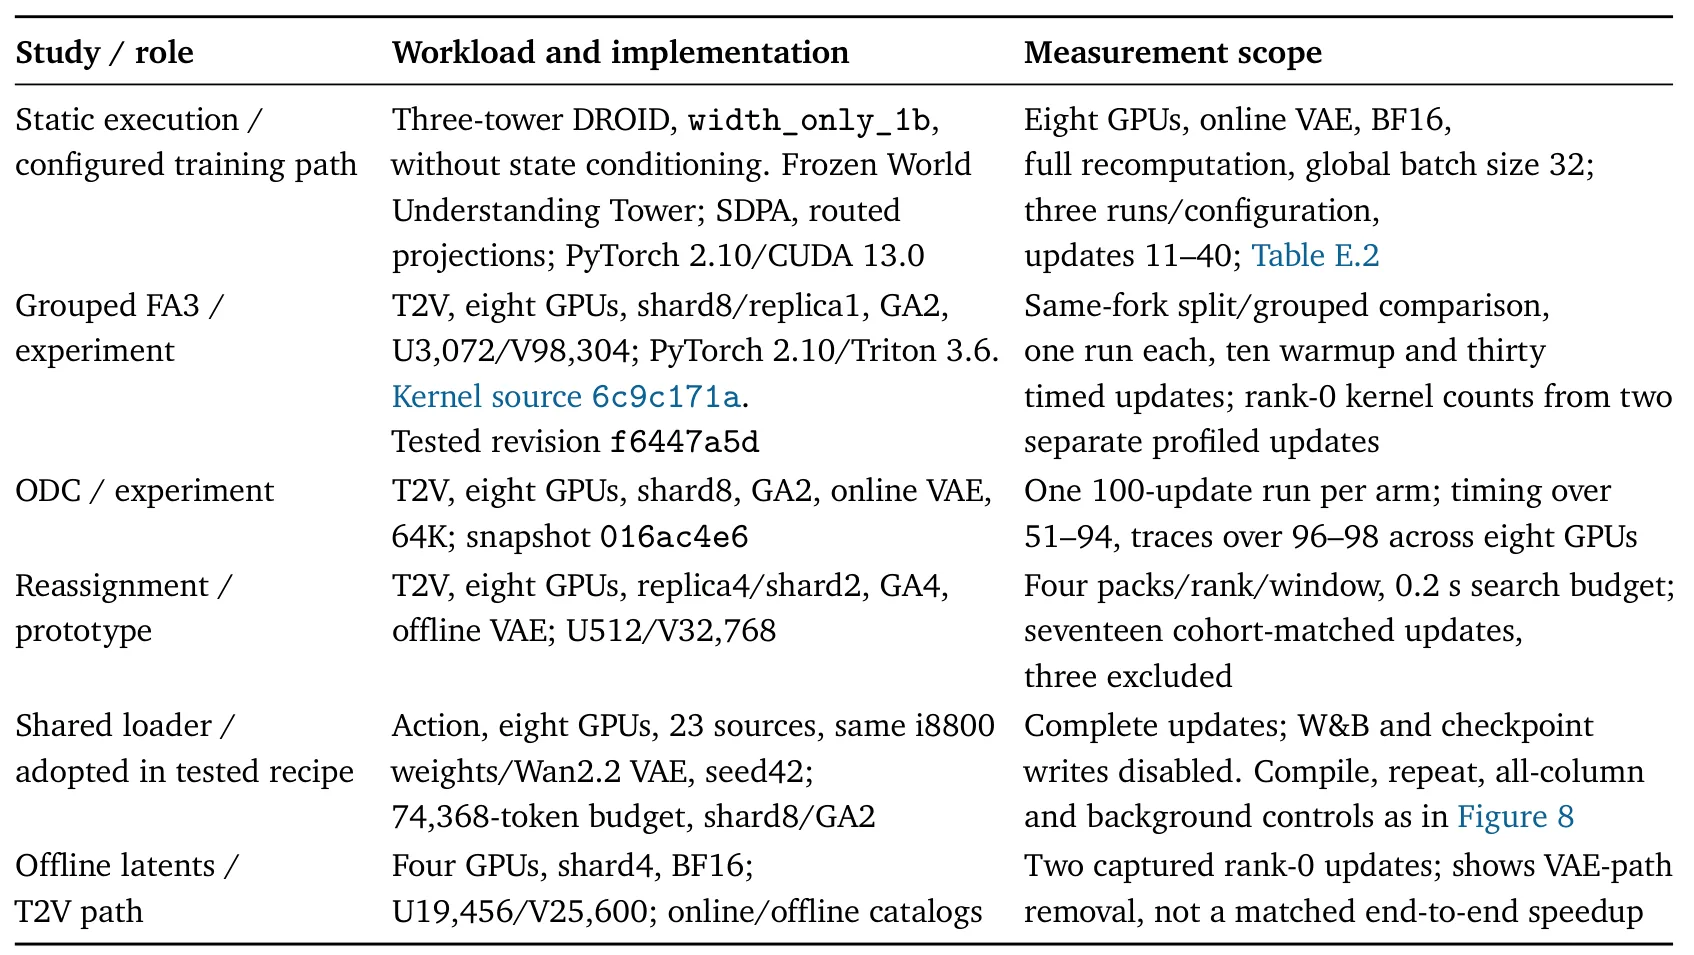 Study / role Workload and implementation Measurement scope
Static execution / Three-tower DROID, width_only_1b, Eight GPUs, online VAE, BF16,
configured training path without state conditioning. Frozen World full recomputation, global batch size 32;
Understanding Tower; SDPA, routed three runs/configuration,
projections; PyTorch 2.10/CUDA 13.0 updates 11–40; Table E.2
Grouped FA3 / T2V, eight GPUs, shard8/replica1, GA2, Same-fork split/grouped comparison,
experiment U3,072/V98,304; PyTorch 2.10/Triton 3.6. one run each, ten warmup and thirty
Kernel source 6c9c171a. timed updates; rank-0 kernel counts from two
Tested revision f6447a5d separate profiled updates
ODC / experiment T2V, eight GPUs, shard8, GA2, online VAE, One 100-update run per arm; timing over
64K; snapshot 016ac4e6 51–94, traces over 96–98 across eight GPUs
Reassignment / T2V, eight GPUs, replica4/shard2, GA4, Four packs/rank/window, 0.2 s search budget;
prototype offline VAE; U512/V32,768 seventeen cohort-matched updates,
three excluded
Shared loader / Action, eight GPUs, 23 sources, same i8800 Complete updates; W&B and checkpoint
adopted in tested recipe weights/Wan2.2 VAE, seed42; writes disabled. Compile, repeat, all-column
74,368-token budget, shard8/GA2 and background controls as in Figure 8
Offline latents / Four GPUs, shard4, BF16; Two captured rank-0 updates; shows VAE-path
T2V path U19,456/V25,600; online/offline catalogs removal, not a matched end-to-end speedup